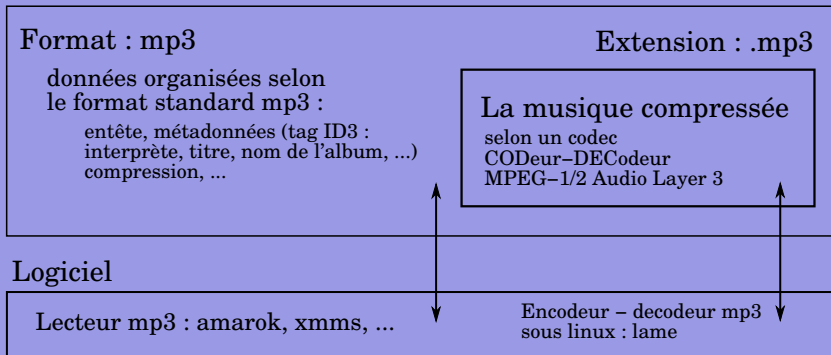 Format : mp3
Extension : .mp3
données organisées selon
le format standard mp3 :
entête, métadonnées (tag ID3 :
interprète, titre, nom de l'album, ...)
compression, ...
La musique compressée
selon un codec
CODeur–DECodeur
MPEG–1/2 Audio Layer 3
Logiciel
Lecteur mp3 : amarok, xmms, ...
Encodeur – decodeur mp3
sous linux : lame